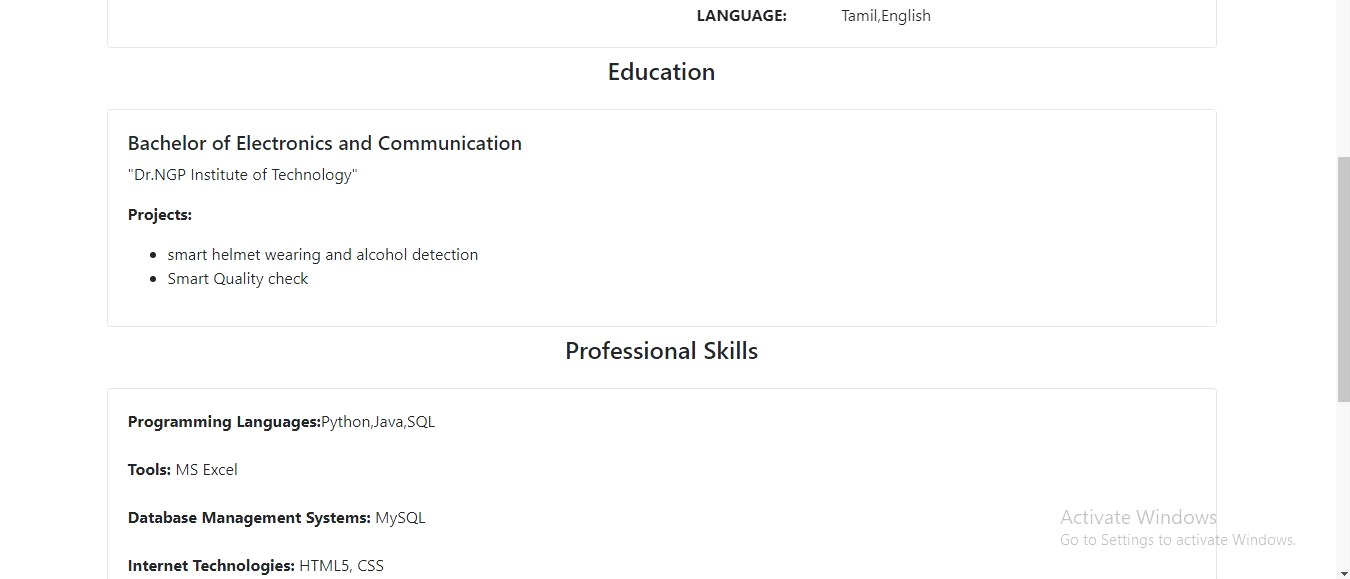 LANGUAGE: Tamil,English
Education
Bachelor of Electronics and Communication
"Dr.NGP Institute of Technology"
Projects:
smart helmet wearing and alcohol detection
Smart Quality check
Professional Skills
Programming Languages:Python,Java,SQL
Tools: MS Excel
Database Management Systems: MySQL
Activate Windows
Go to Settings to activate Windows.
Internet Technologies: HTML5, CSS